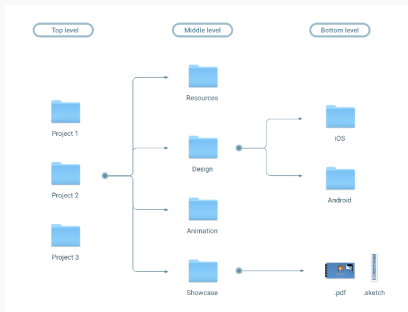 Top level
Middle level
Bottom level
Resources
Project 1
iOS
Design
Project 2
Android
Animation
Project 3
Showcase
.pdf
.sketch